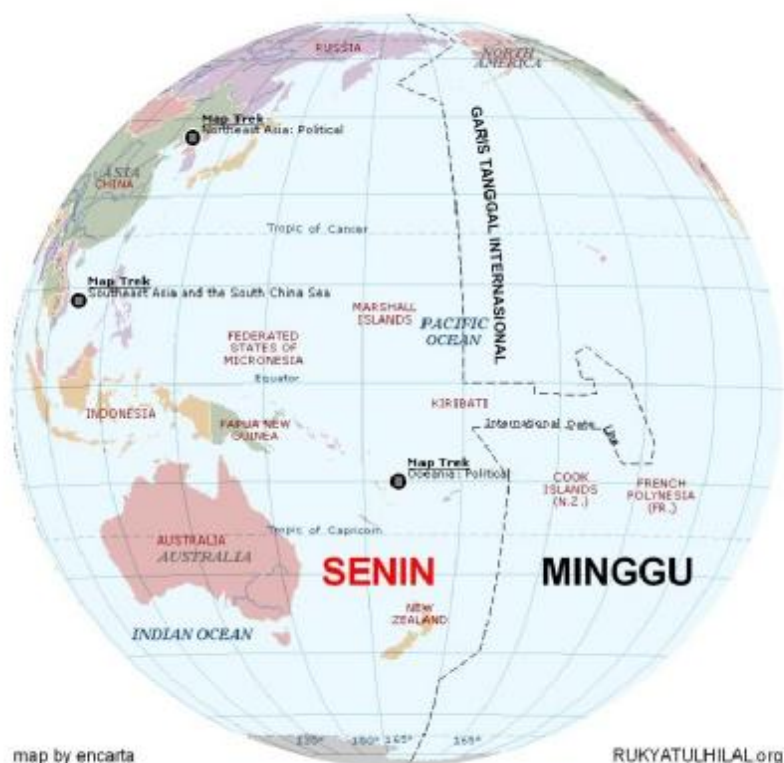 RUSSIA
NORTH
AMERICA
Map Trek
Northeast Asia: Political
ASIA
CHINA
GARIS TANGGAL INTERNASIONAL
Tropic of Cancer
Map Trek
Southeast Asia and the South China Sea
MARSHALL
ISLANDS
PACIFIC
OCEAN
FEDERATED
STATES OF
MICRONESIA
Equator
KIRIBATI
INDONESIA
PAPUA NEW
GUINEA
International Date Line
Map Trek
Oceania: Political
COOK
ISLANDS
(N.Z.)
FRENCH
POLYNESIA
(FR.)
Tropic of Capricorn
AUSTRALIA
AUSTRALIA
SENIN
MINGGU
NEW
ZEALAND
INDIAN OCEAN
180° 165°
165°
map by encarta
RUKYATULHILAL.org